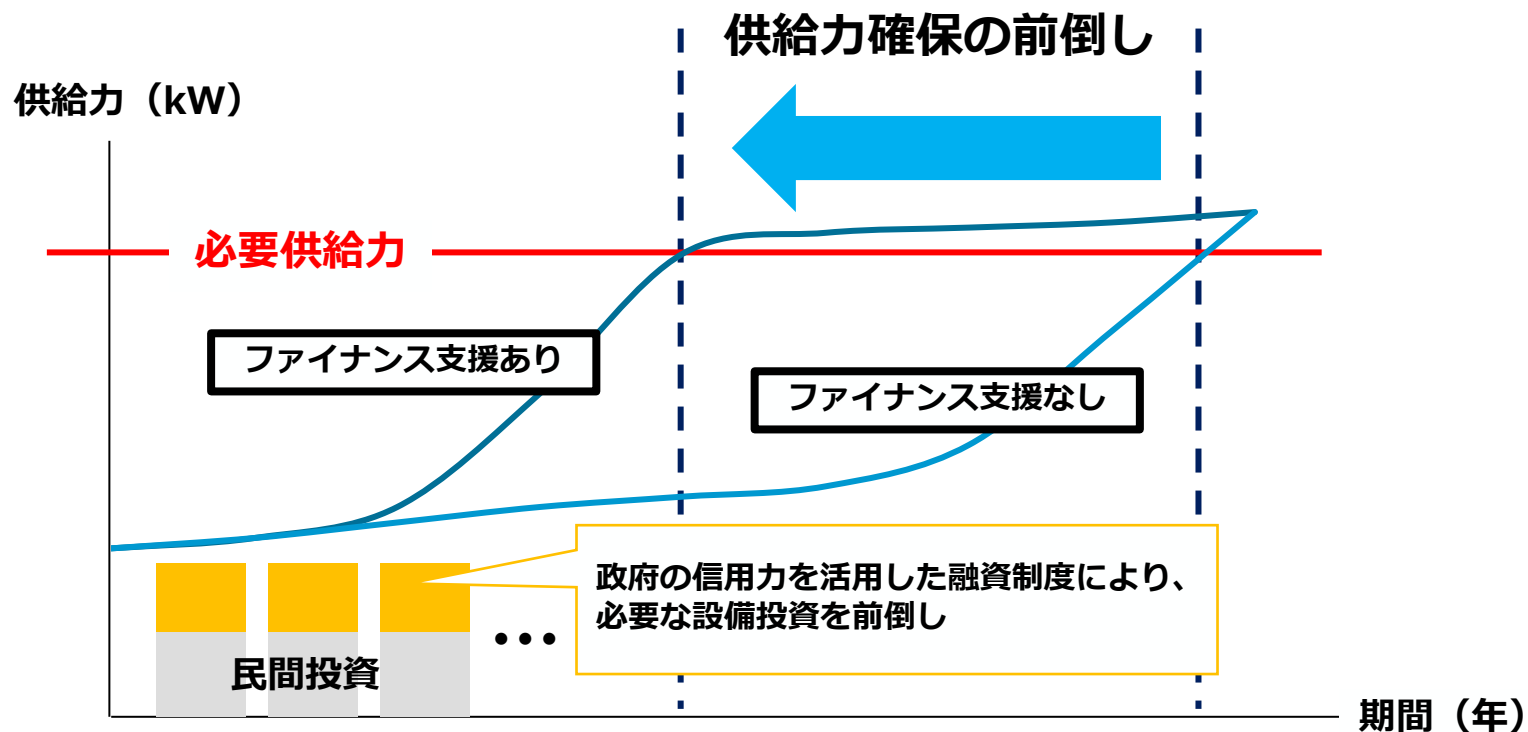 供給力確保の前倒し
供給力（kW）
必要供給力
ファイナンス支援あり
ファイナンス支援なし
政府の信用力を活用した融資制度により、
必要な設備投資を前倒し
•••
民間投資
期間（年）